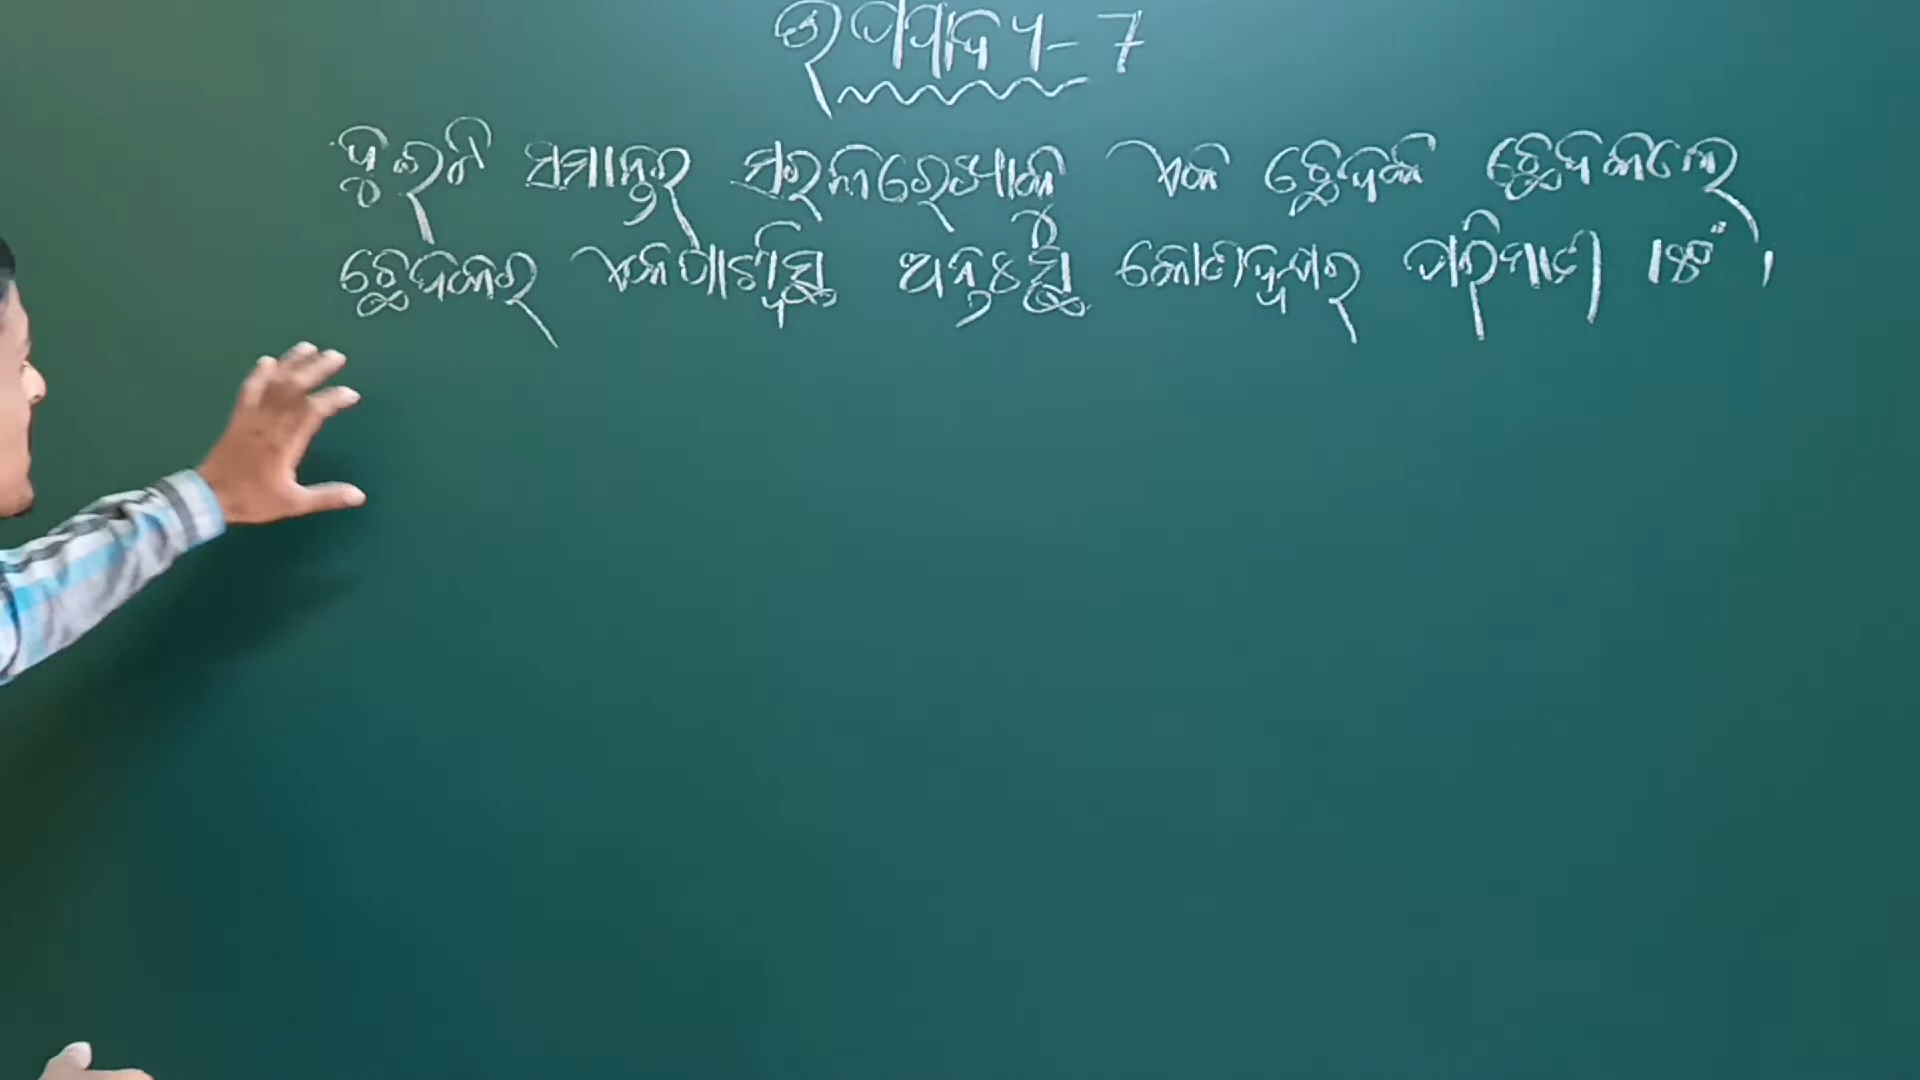 ଉପପାଦ୍ୟ - 7
ଦୁଇଟି ସମାନ୍ତର ସରଳରେଖାକୁ ଏକ ଛେଦକ ଛେଦକଲେ
ଛେଦକର ଏକପାର୍ଶ୍ୱସ୍ଥ ଅନ୍ତଃସ୍ଥ କୋଣଦ୍ୱୟର ପରିମାଣ 180° ।